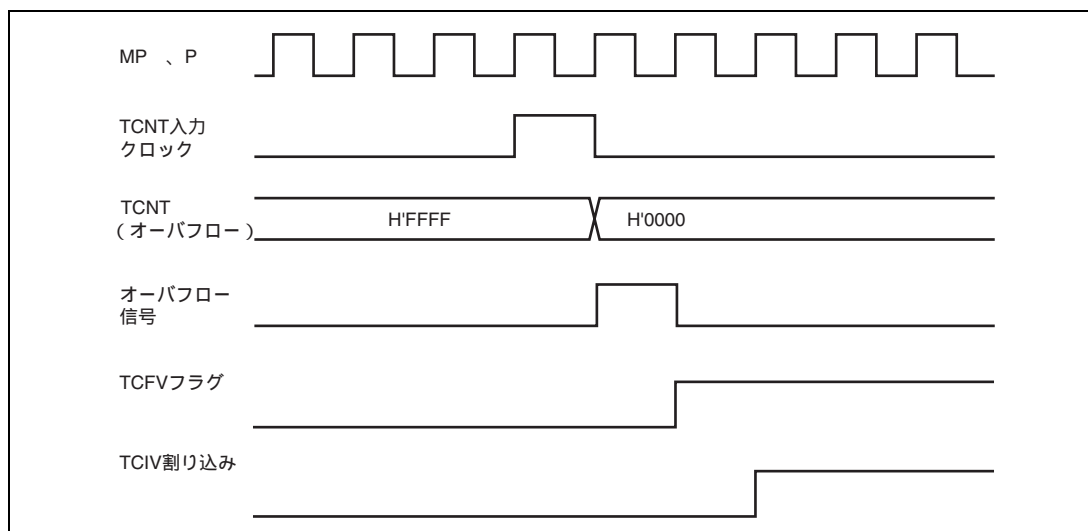 MP 、P
TCNT入力
クロック
TCNT
(オーバフロー)
H'FFFF
H'0000
オーバフロー
信号
TCFVフラグ
TCIV割り込み